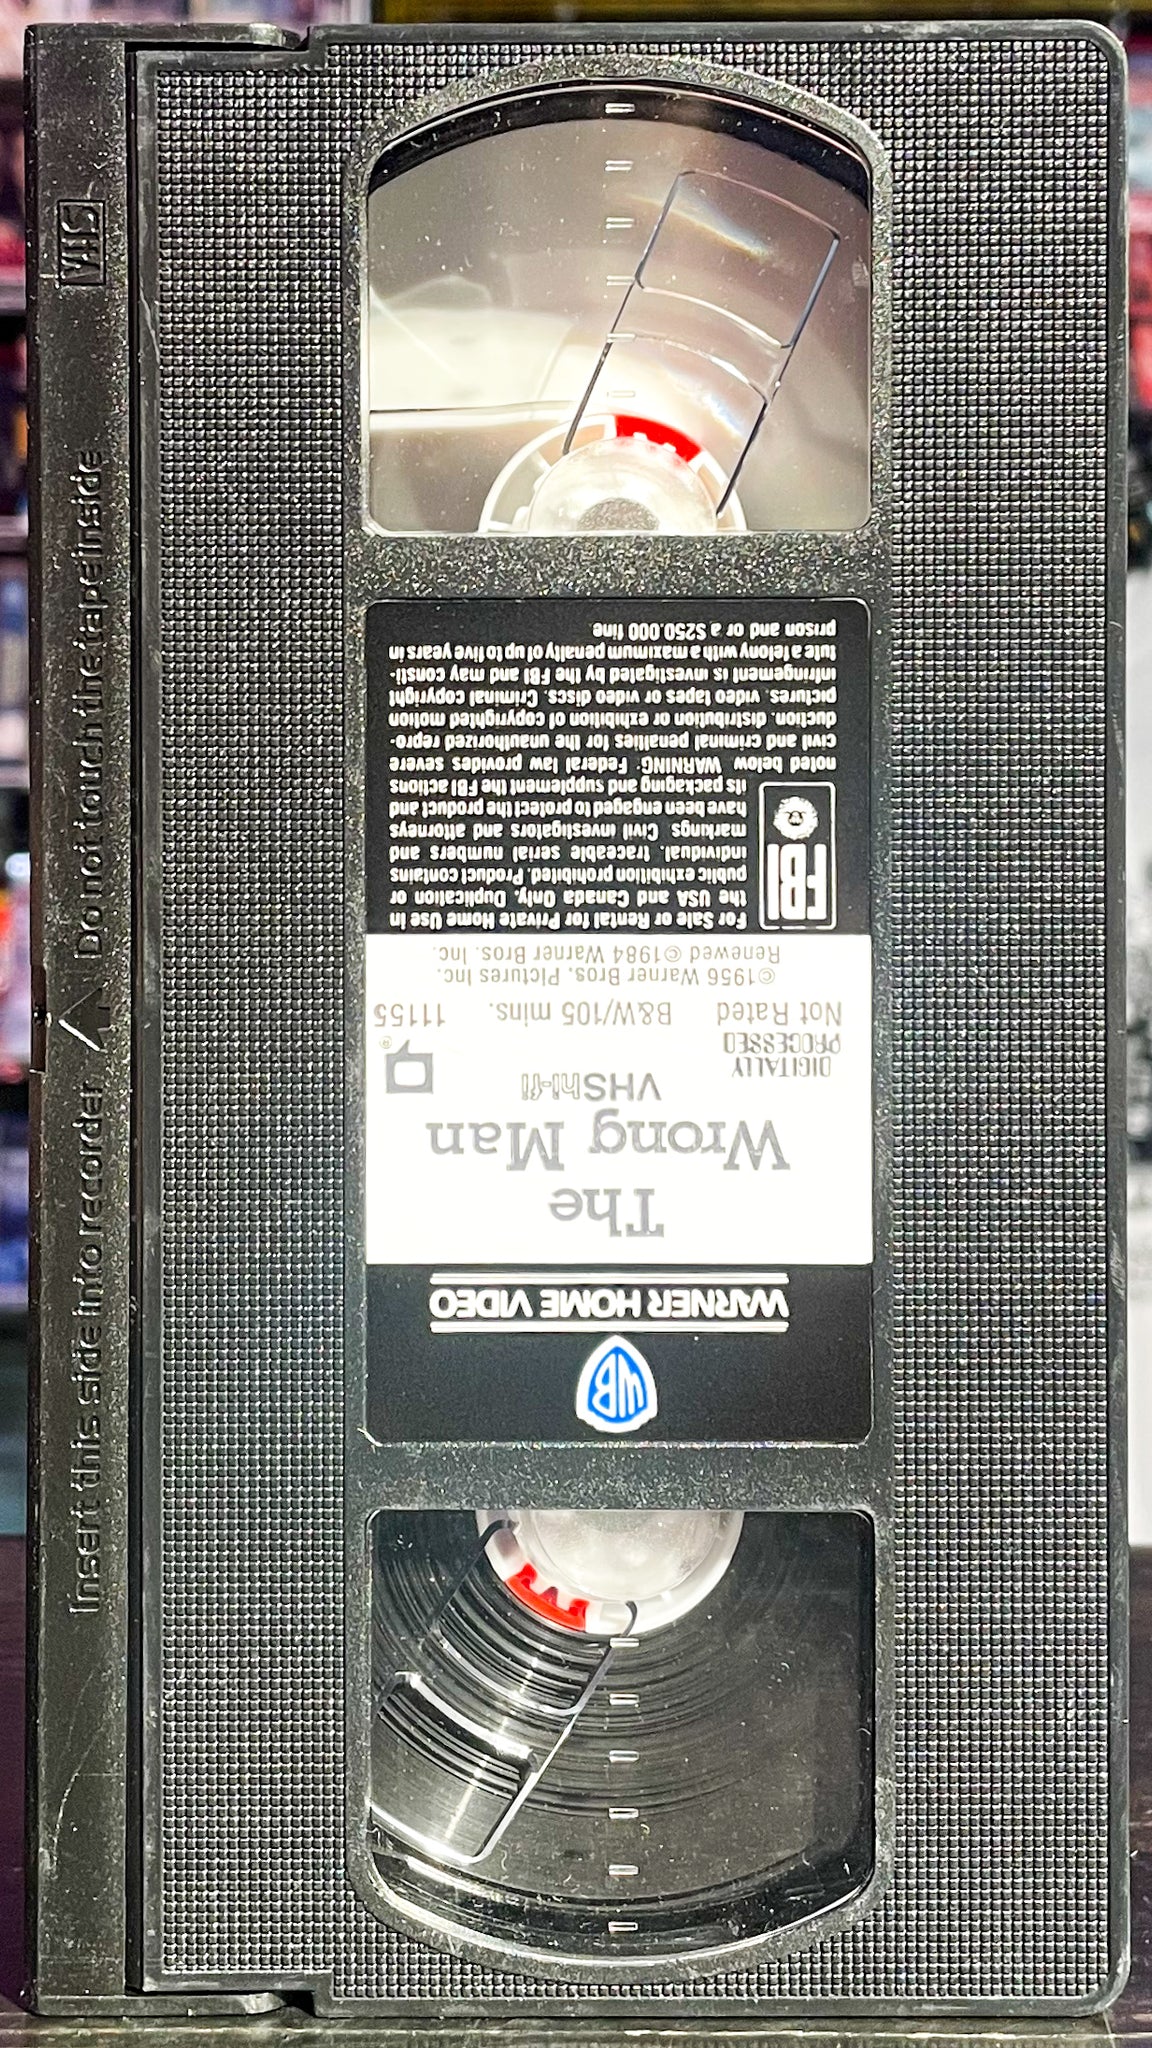 VHS
Insert this side into recorder △ Do not touch the tape inside
WB
WARNER HOME VIDEO
The
Wrong Man
VHS hi-fi
DIGITALLY
PROCESSED
®
Not Rated B&W/105 mins. 11155
©1956 Warner Bros. Pictures Inc.
Renewed ©1984 Warner Bros. Inc.
FBI
For Sale or Rental for Private Home Use in
the USA and Canada Only. Duplication or
public exhibition prohibited. Product contains
individual, traceable serial numbers and
markings. Civil investigators and attorneys
have been engaged to protect the product and
its packaging and supplement the FBI actions
noted below. WARNING: Federal law provides severe
civil and criminal penalties for the unauthorized repro-
duction, distribution or exhibition of copyrighted motion
pictures, video tapes or video discs. Criminal copyright
infringement is investigated by the FBI and may consti-
tute a felony with a maximum penalty of up to five years in
prison and or a $250,000 fine